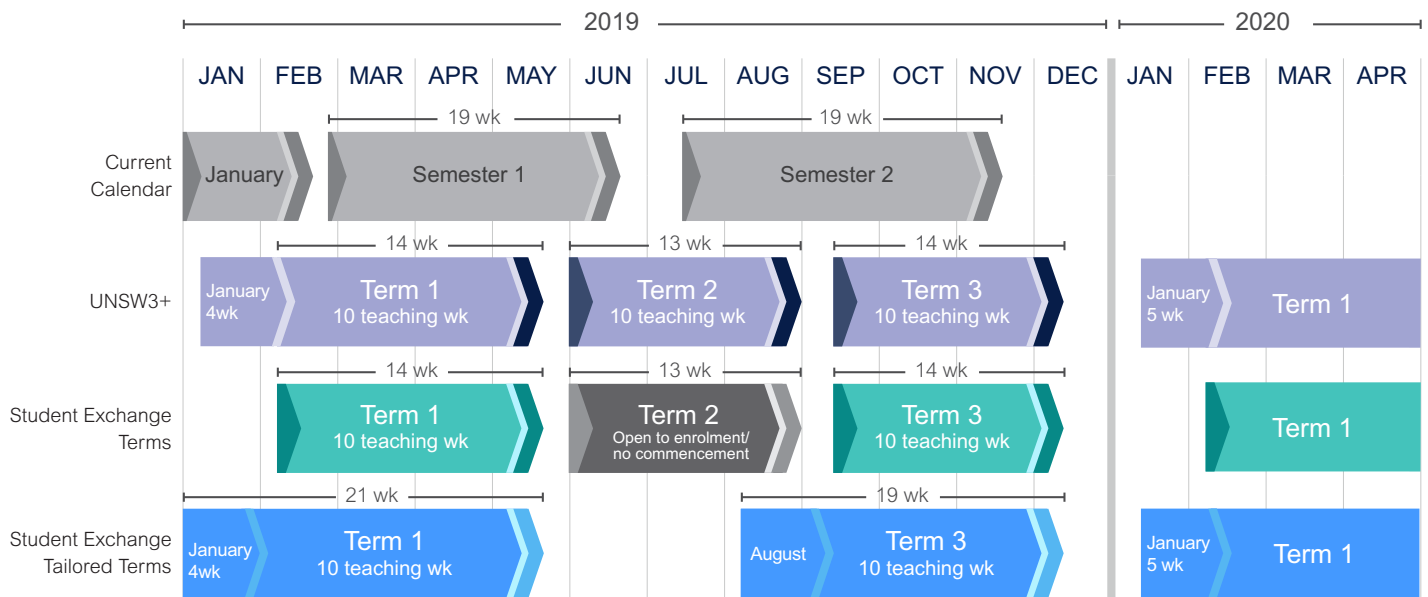 2019
2020
JAN FEB MAR APR MAY JUN JUL AUG SEP OCT NOV DEC JAN FEB MAR APR
19 wk
19 wk
Current
Calendar
January
Semester 1
Semester 2
14 wk
13 wk
14 wk
UNSW3+
January
4wk
Term 1
10 teaching wk
Term 2
10 teaching wk
Term 3
10 teaching wk
January
5 wk
Term 1
14 wk
13 wk
14 wk
Student Exchange
Terms
Term 1
10 teaching wk
Term 2
Open to enrolment/
no commencement
Term 3
10 teaching wk
Term 1
21 wk
19 wk
Student Exchange
Tailored Terms
January
4wk
Term 1
10 teaching wk
August
Term 3
10 teaching wk
January
5 wk
Term 1